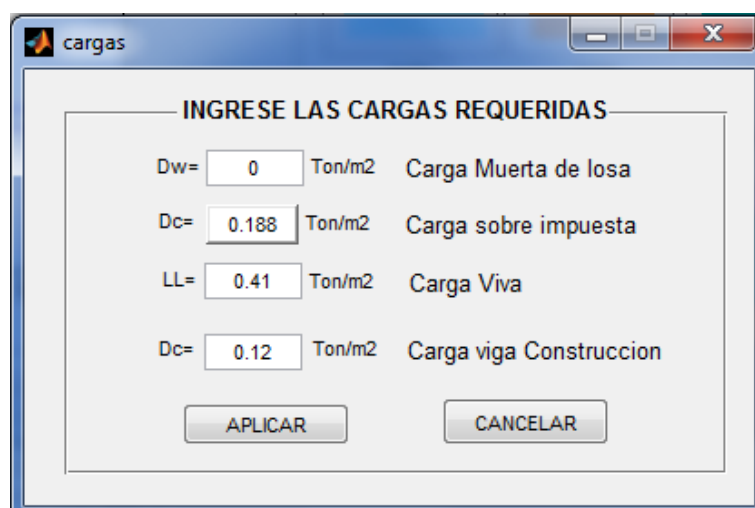 cargas
INGRESE LAS CARGAS REQUERIDAS
Dw= 0 Ton/m2 Carga Muerta de losa
Dc= 0.188 Ton/m2 Carga sobre impuesta
LL= 0.41 Ton/m2 Carga Viva
Dc= 0.12 Ton/m2 Carga viga Construccion
APLICAR CANCELAR